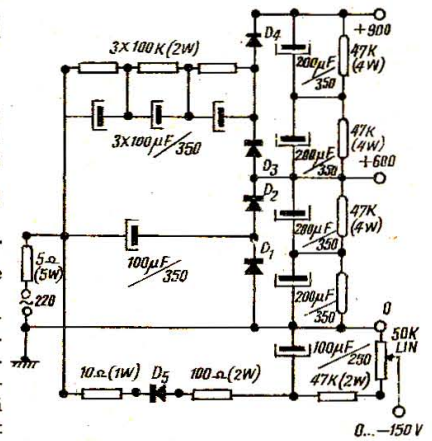 D4
+900
3×100K(2W)
200µF/350
47K
(4W)
3×100µF/350
200µF/350
47K
(4W)
D3
+600
D2
100µF/350
D1
200µF/350
47K
(4W)
5Ω
(5W)
~220
200µF/350
0
100µF/250
50K
LIN
10Ω(1W)
D5
100Ω(2W)
47K(2W)
0...−150V